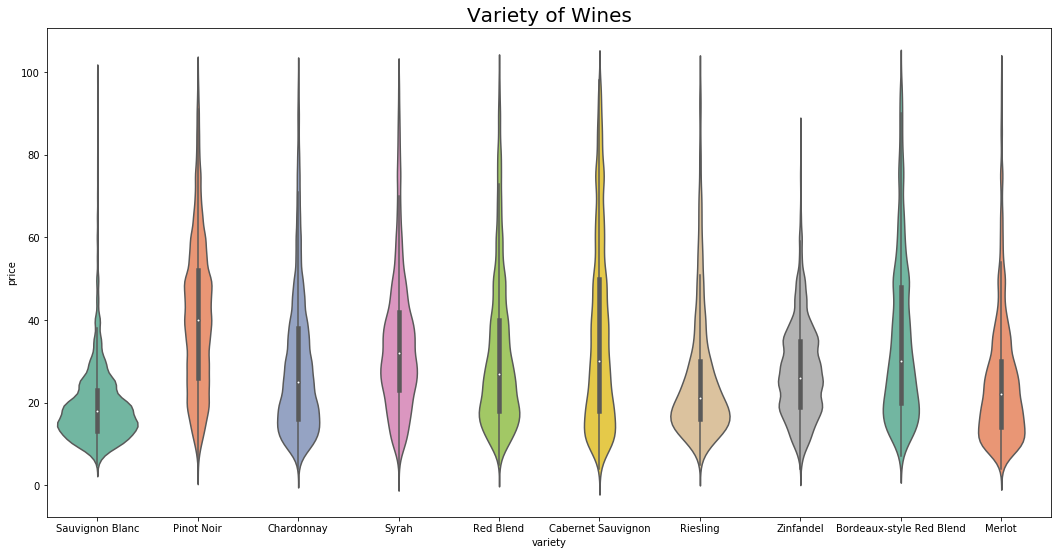 Variety of Wines
price
100
80
60
40
20
0
Sauvignon Blanc Pinot Noir Chardonnay Syrah Red Blend Cabernet Sauvignon Riesling Zinfandel Bordeaux-style Red Blend Merlot
variety